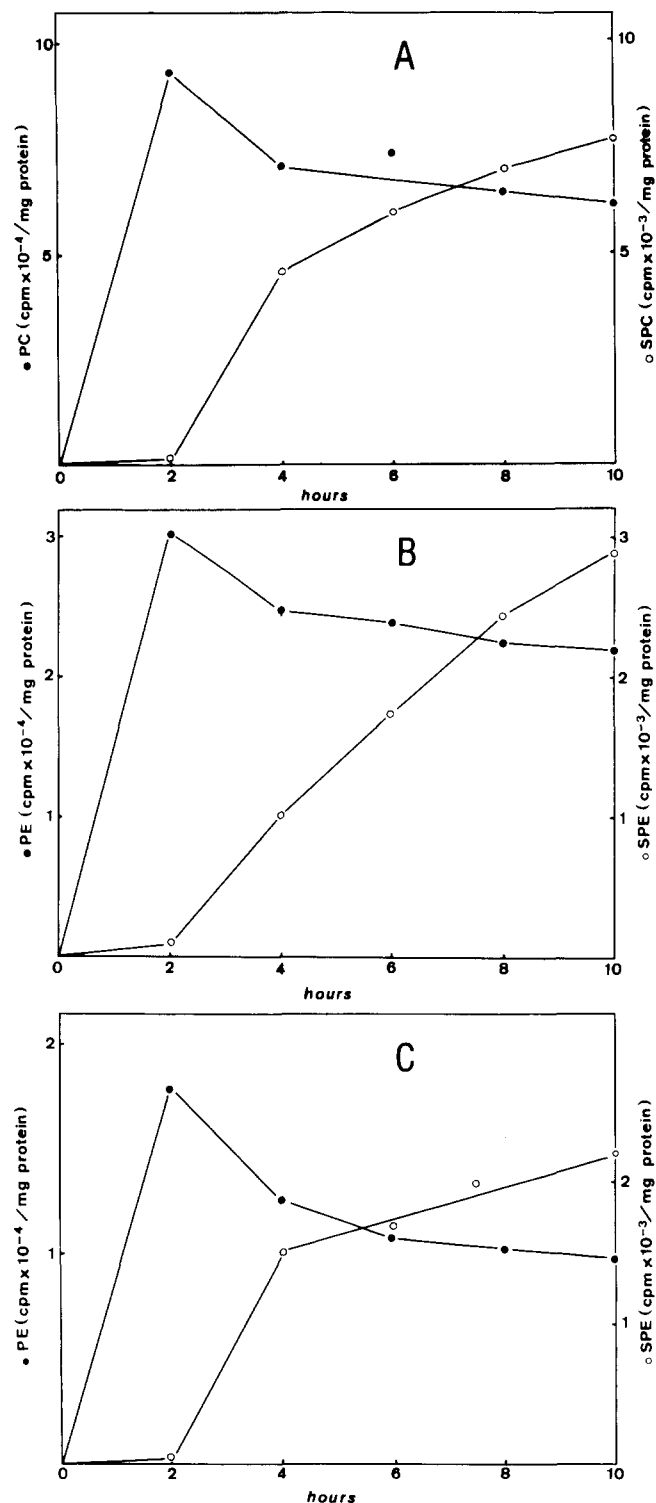 A
10
5
● PC (cpm x 10⁻⁴/mg protein)
10
5
○ SPC (cpm x 10⁻³/mg protein)
0 2 4 6 8 10
hours
B
3
2
1
● PE (cpm x 10⁻⁴/mg protein)
3
2
1
○ SPE (cpm x 10⁻³/mg protein)
0 2 4 6 8 10
hours
C
2
1
● PE (cpm x 10⁻⁴/mg protein)
2
1
○ SPE (cpm x 10⁻³/mg protein)
0 2 4 6 8 10
hours